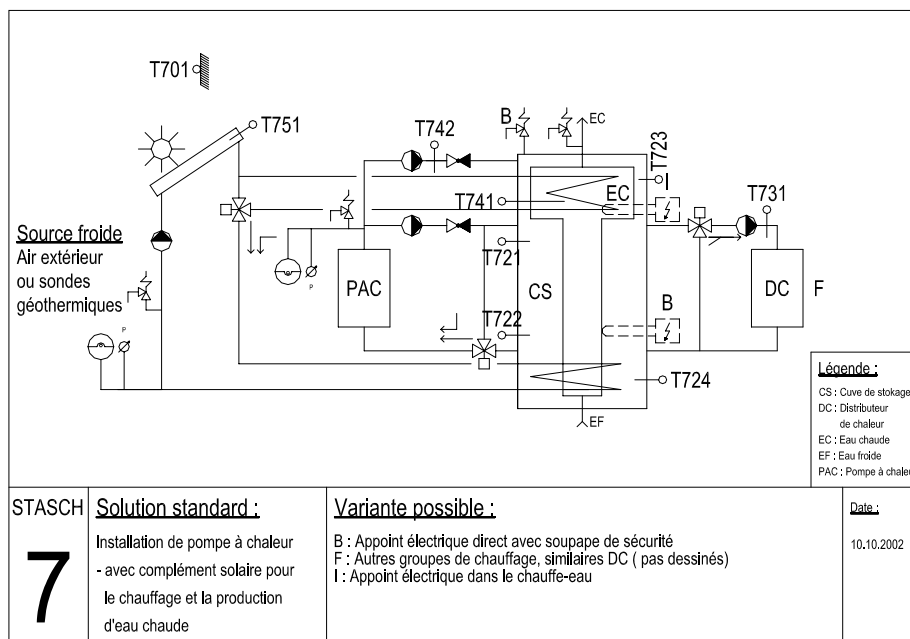 T701
T751
T742
B
EC
T723
I
EC
T741
T731
Source froide
Air extérieur
ou sondes
géothermiques
P
P
PAC
T721
CS
T722
B
DC
F
T724
EF
Légende :
CS : Cuve de stokage
DC : Distributeur
de chaleur
EC : Eau chaude
EF : Eau froide
PAC : Pompe à chaleu
STASCH
7
Solution standard :
Installation de pompe à chaleur
- avec complément solaire pour
le chauffage et la production
d'eau chaude
Variante possible :
B : Appoint électrique direct avec soupape de sécurité
F : Autres groupes de chauffage, similaires DC ( pas dessinés)
I : Appoint électrique dans le chauffe-eau
Date :
10.10.2002